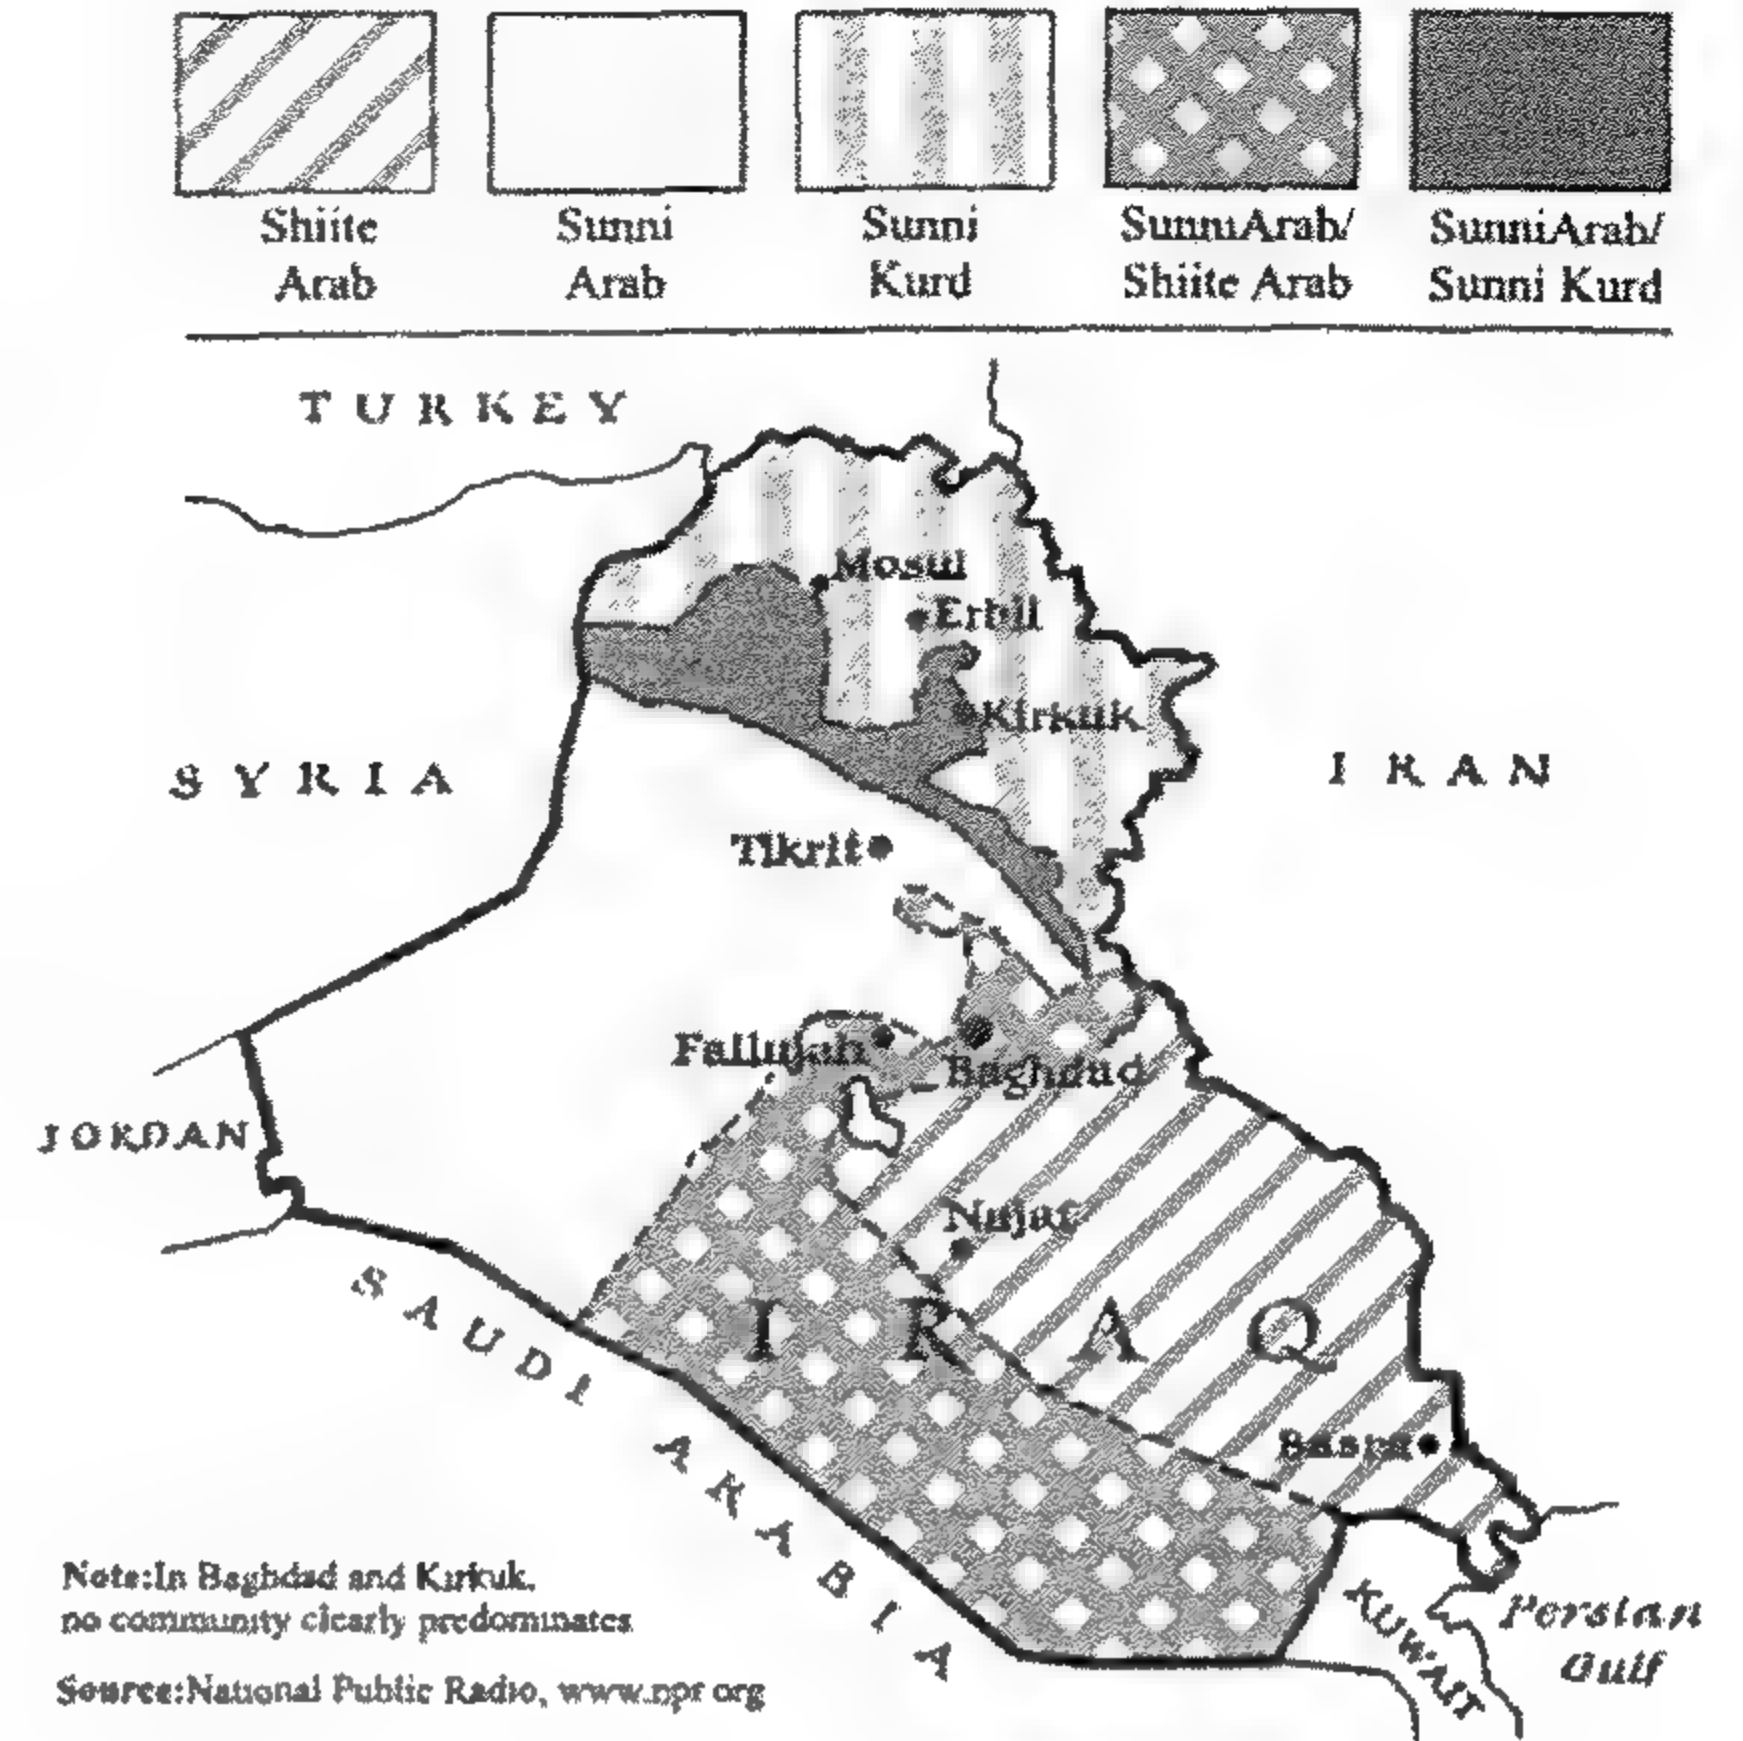 Shiite
Arab
Sunni
Arab
Sunni
Kurd
SunniArab/
Shiite Arab
SunniArab/
Sunni Kurd
TURKEY
Mosul
Erbil
Kirkuk
SYRIA
IRAN
Tikrit
Fallujah
Baghdad
JORDAN
Najaf
IRAQ
SAUDI ARABIA
Basra
Note:In Baghdad and Kirkuk,
no community clearly predominates
KUWAIT
Persian
Gulf
Source:National Public Radio, www.npr org